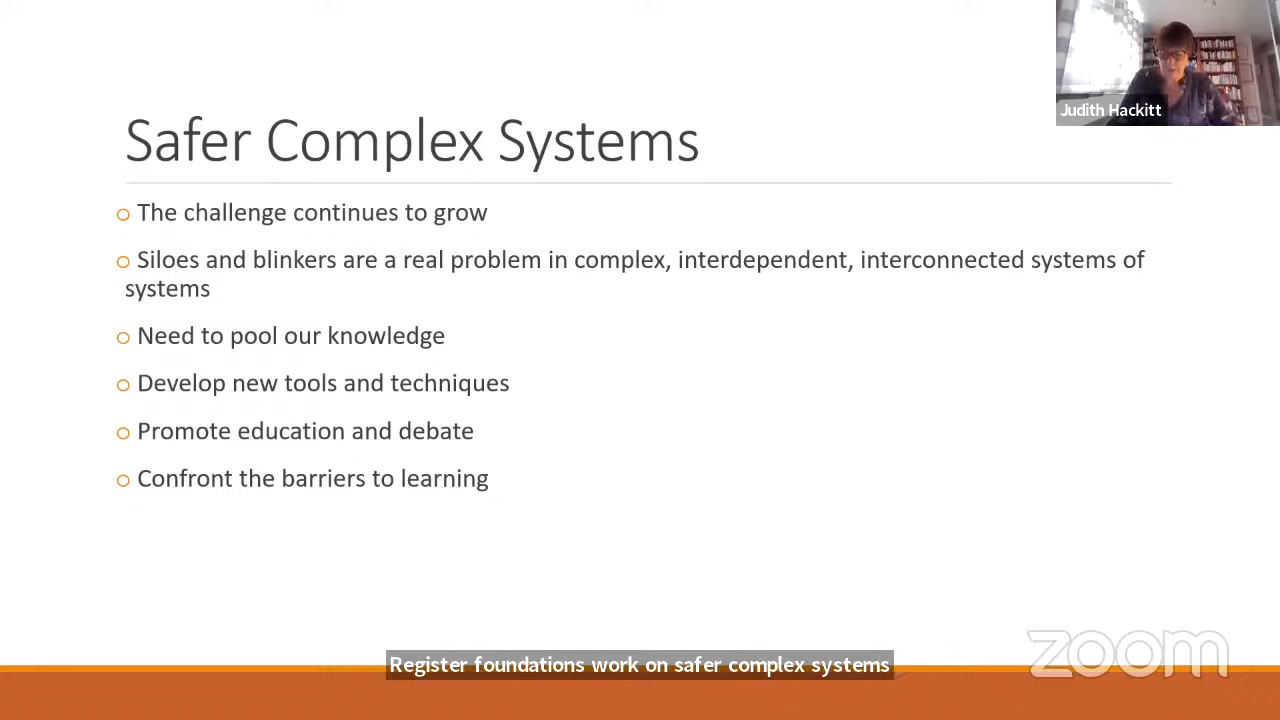 Judith Hackitt
Safer Complex Systems
o The challenge continues to grow
o Siloes and blinkers are a real problem in complex, interdependent, interconnected systems of
systems
o Need to pool our knowledge
o Develop new tools and techniques
o Promote education and debate
o Confront the barriers to learning
zoom
Register foundations work on safer complex systems